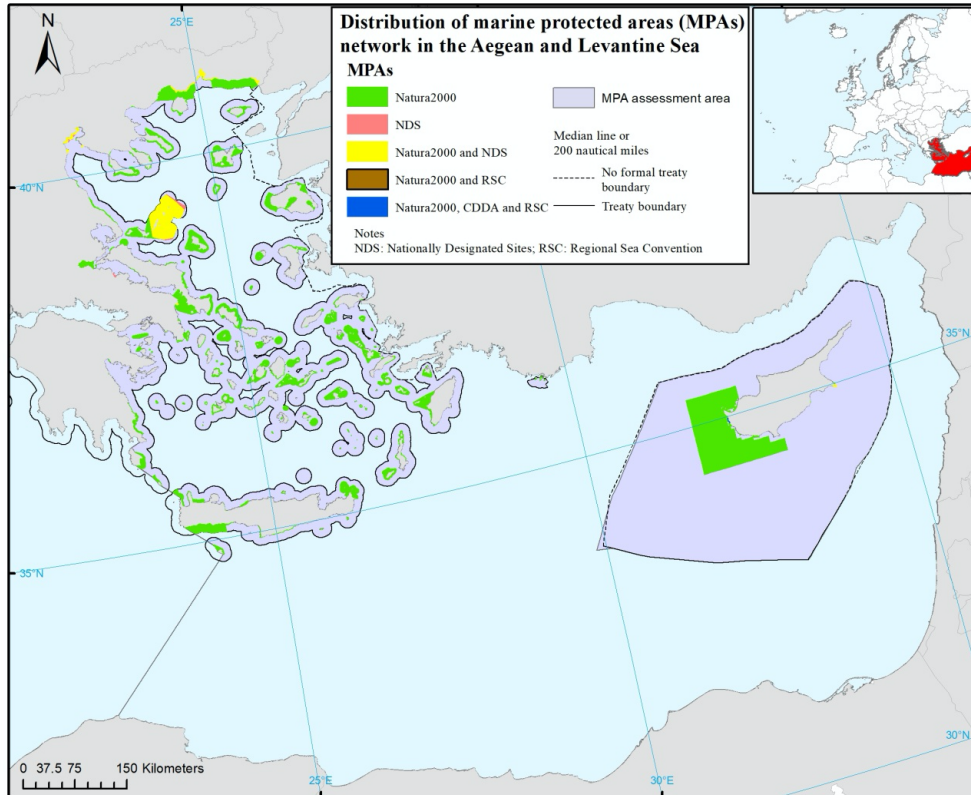 Distribution of marine protected areas (MPAs)
network in the Aegean and Levantine Sea
MPAs
Natura2000
NDS
Natura2000 and NDS
Natura2000 and RSC
Natura2000, CDDA and RSC
MPA assessment area
Median line or
200 nautical miles
No formal treaty
boundary
Treaty boundary
Notes
NDS: Nationally Designated Sites; RSC: Regional Sea Convention
N
25°E
40°N
35°N
35°N
30°N
25°E
30°E
0 37.5 75 150 Kilometers